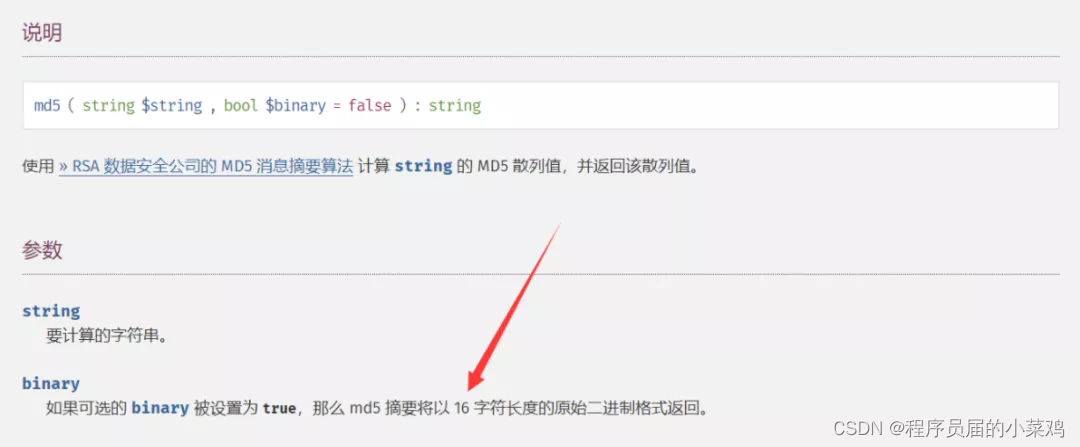 说明
md5 ( string $string , bool $binary = false ) : string
使用 » RSA 数据安全公司的 MD5 消息摘要算法 计算 string 的 MD5 散列值，并返回该散列值。
参数
string
要计算的字符串。
binary
如果可选的 binary 被设置为 true，那么 md5 摘要将以 16 字符长度的原始二进制格式返回。
CSDN @程序员届的小菜鸡